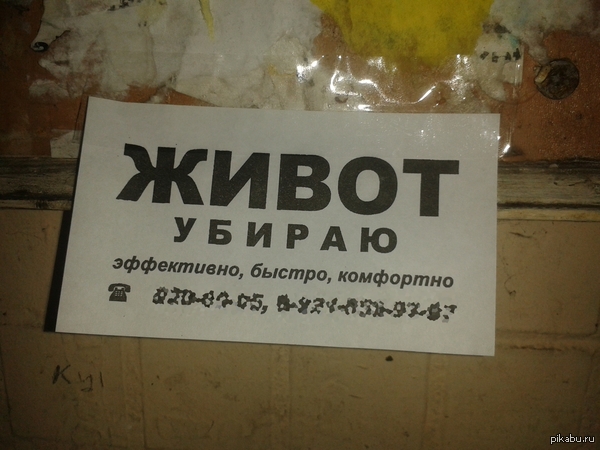 ЖИВОТ
УБИРАЮ
эффективно, быстро, комфортно
pikabu.ru